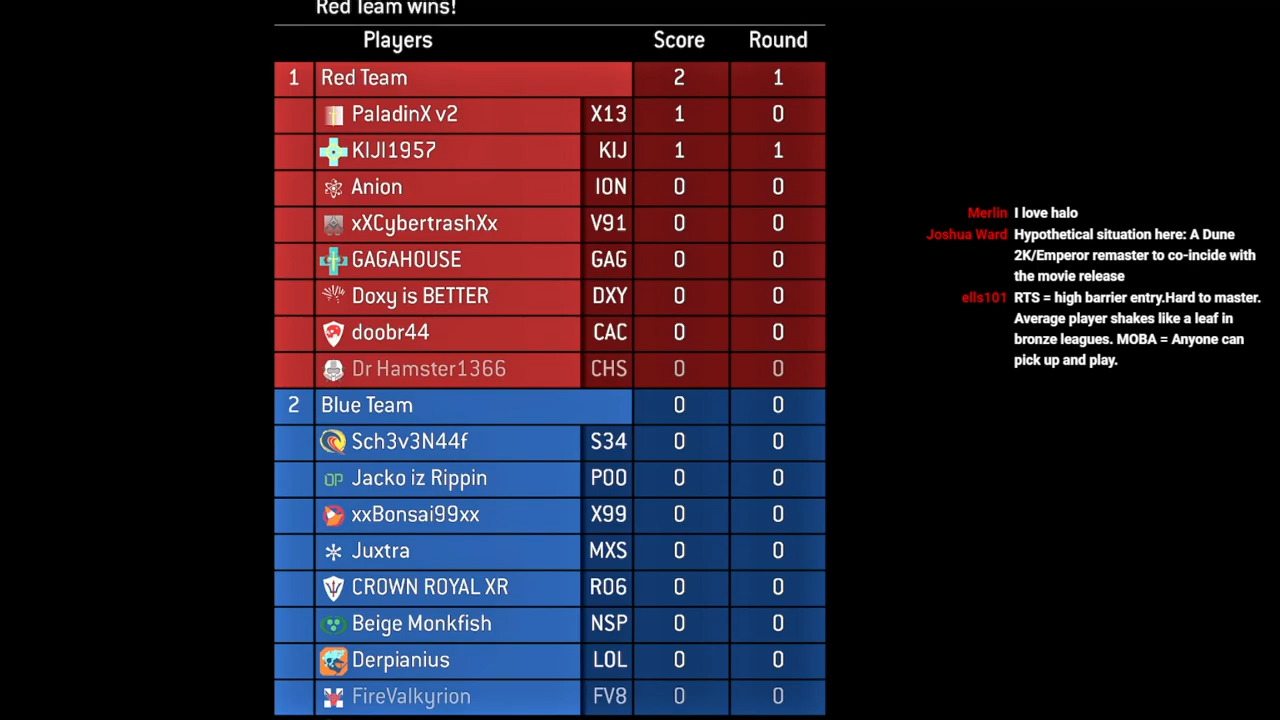 Red Team wins!
Players Score Round
1 Red Team 2 1
PaladinX v2 X13 1 0
KIJI1957 KIJ 1 1
Anion ION 0 0
xXCybertrashXx V91 0 0
GAGAHOUSE GAG 0 0
Doxy is BETTER DXY 0 0
doobr44 CAC 0 0
Dr Hamster1366 CHS 0 0
2 Blue Team 0 0
Sch3v3N44f S34 0 0
OP Jacko iz Rippin POO 0 0
xxBonsai99xx X99 0 0
Juxtra MXS 0 0
CROWN ROYAL XR R06 0 0
Beige Monkfish NSP 0 0
Derpianius LOL 0 0
FireValkyrion FV8 0 0
Merlin I love halo
Joshua Ward Hypothetical situation here: A Dune
2K/Emperor remaster to co-incide with
the movie release
ells101 RTS = high barrier entry.Hard to master.
Average player shakes like a leaf in
bronze leagues. MOBA = Anyone can
pick up and play.